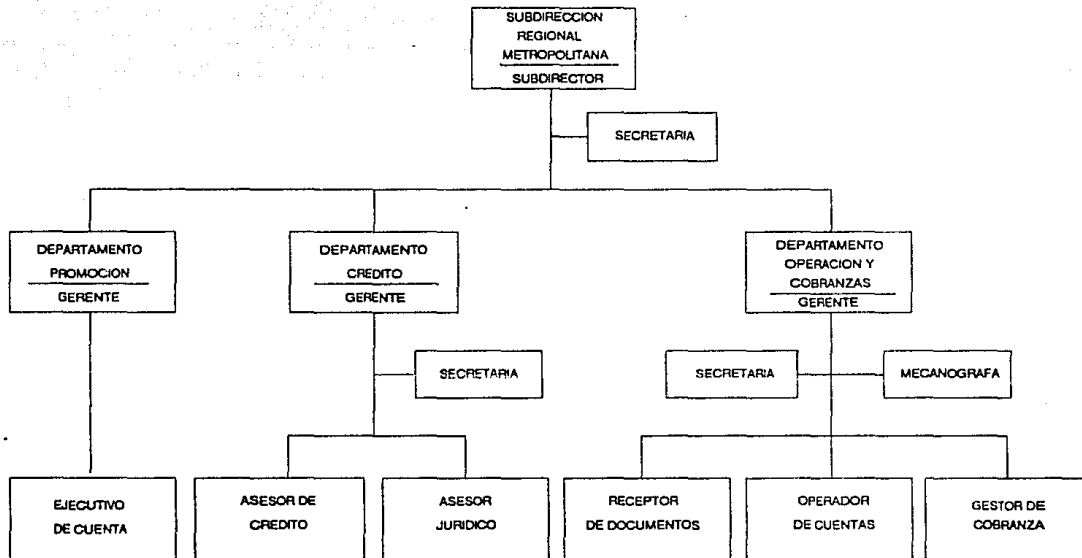 SUBDIRECCION
REGIONAL
METROPOLITANA
SUBDIRECTOR
SECRETARIA
DEPARTAMENTO
PROMOCION
GERENTE
DEPARTAMENTO
CREDITO
GERENTE
DEPARTAMENTO
OPERACION Y
COBRANZAS
GERENTE
SECRETARIA
SECRETARIA
MECANOGRAFA
EJECUTIVO
DE CUENTA
ASESOR DE
CREDITO
ASESOR
JURIDICO
RECEPTOR
DE DOCUMENTOS
OPERADOR
DE CUENTAS
GESTOR DE
COBRANZA